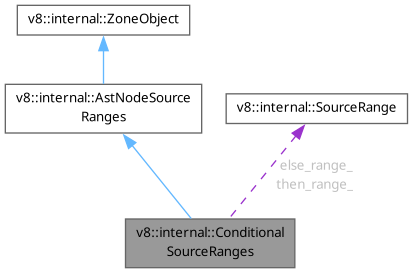 v8::internal::ZoneObject
v8::internal::AstNodeSource
Ranges
v8::internal::SourceRange
else_range_
then_range_
v8::internal::Conditional
SourceRanges